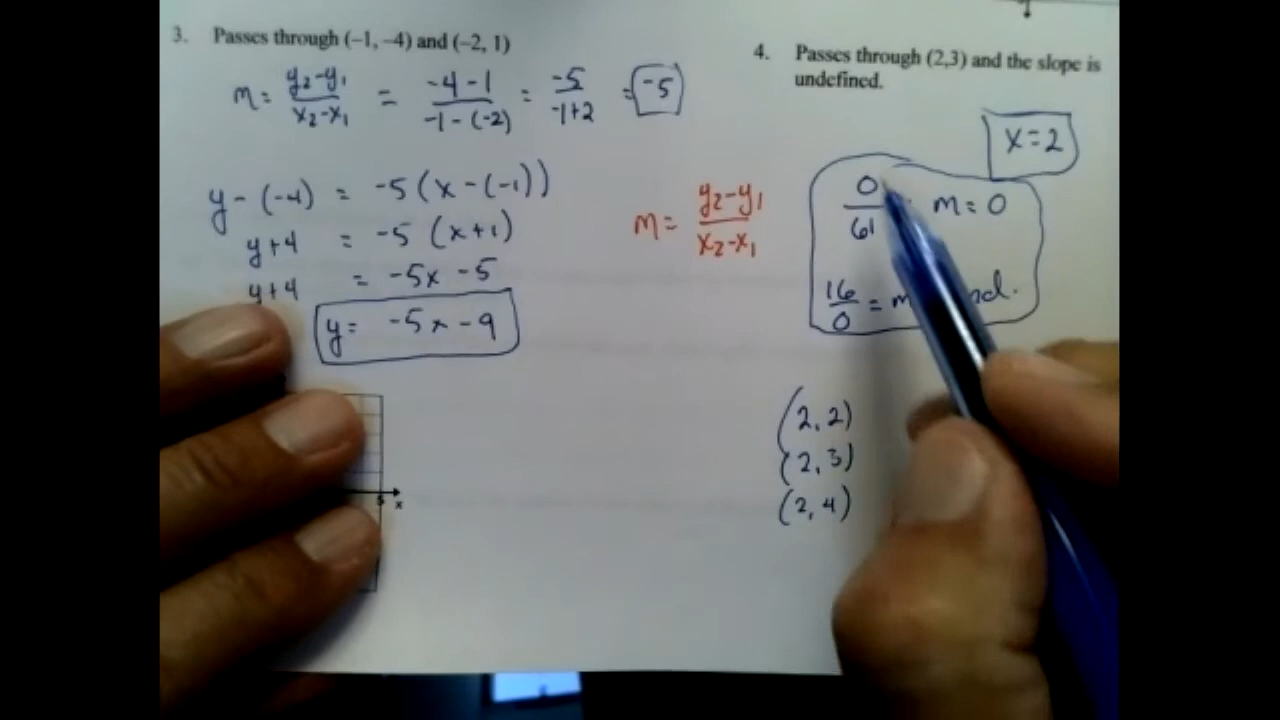 3. Passes through (–1, –4) and (–2, 1)
m = y₂-y₁ / x₂-x₁ = -4-1 / -1-(-2) = -5 / -1+2 = -5
y-(-4) = -5(x-(-1))
y+4 = -5(x+1)
y+4 = -5x-5
y = -5x-9
5 x
m = y₂-y₁ / x₂-x₁
4. Passes through (2,3) and the slope is
undefined.
x=2
0/61 m=0
16/0 = m
(2,2)
(2,3)
(2,4)